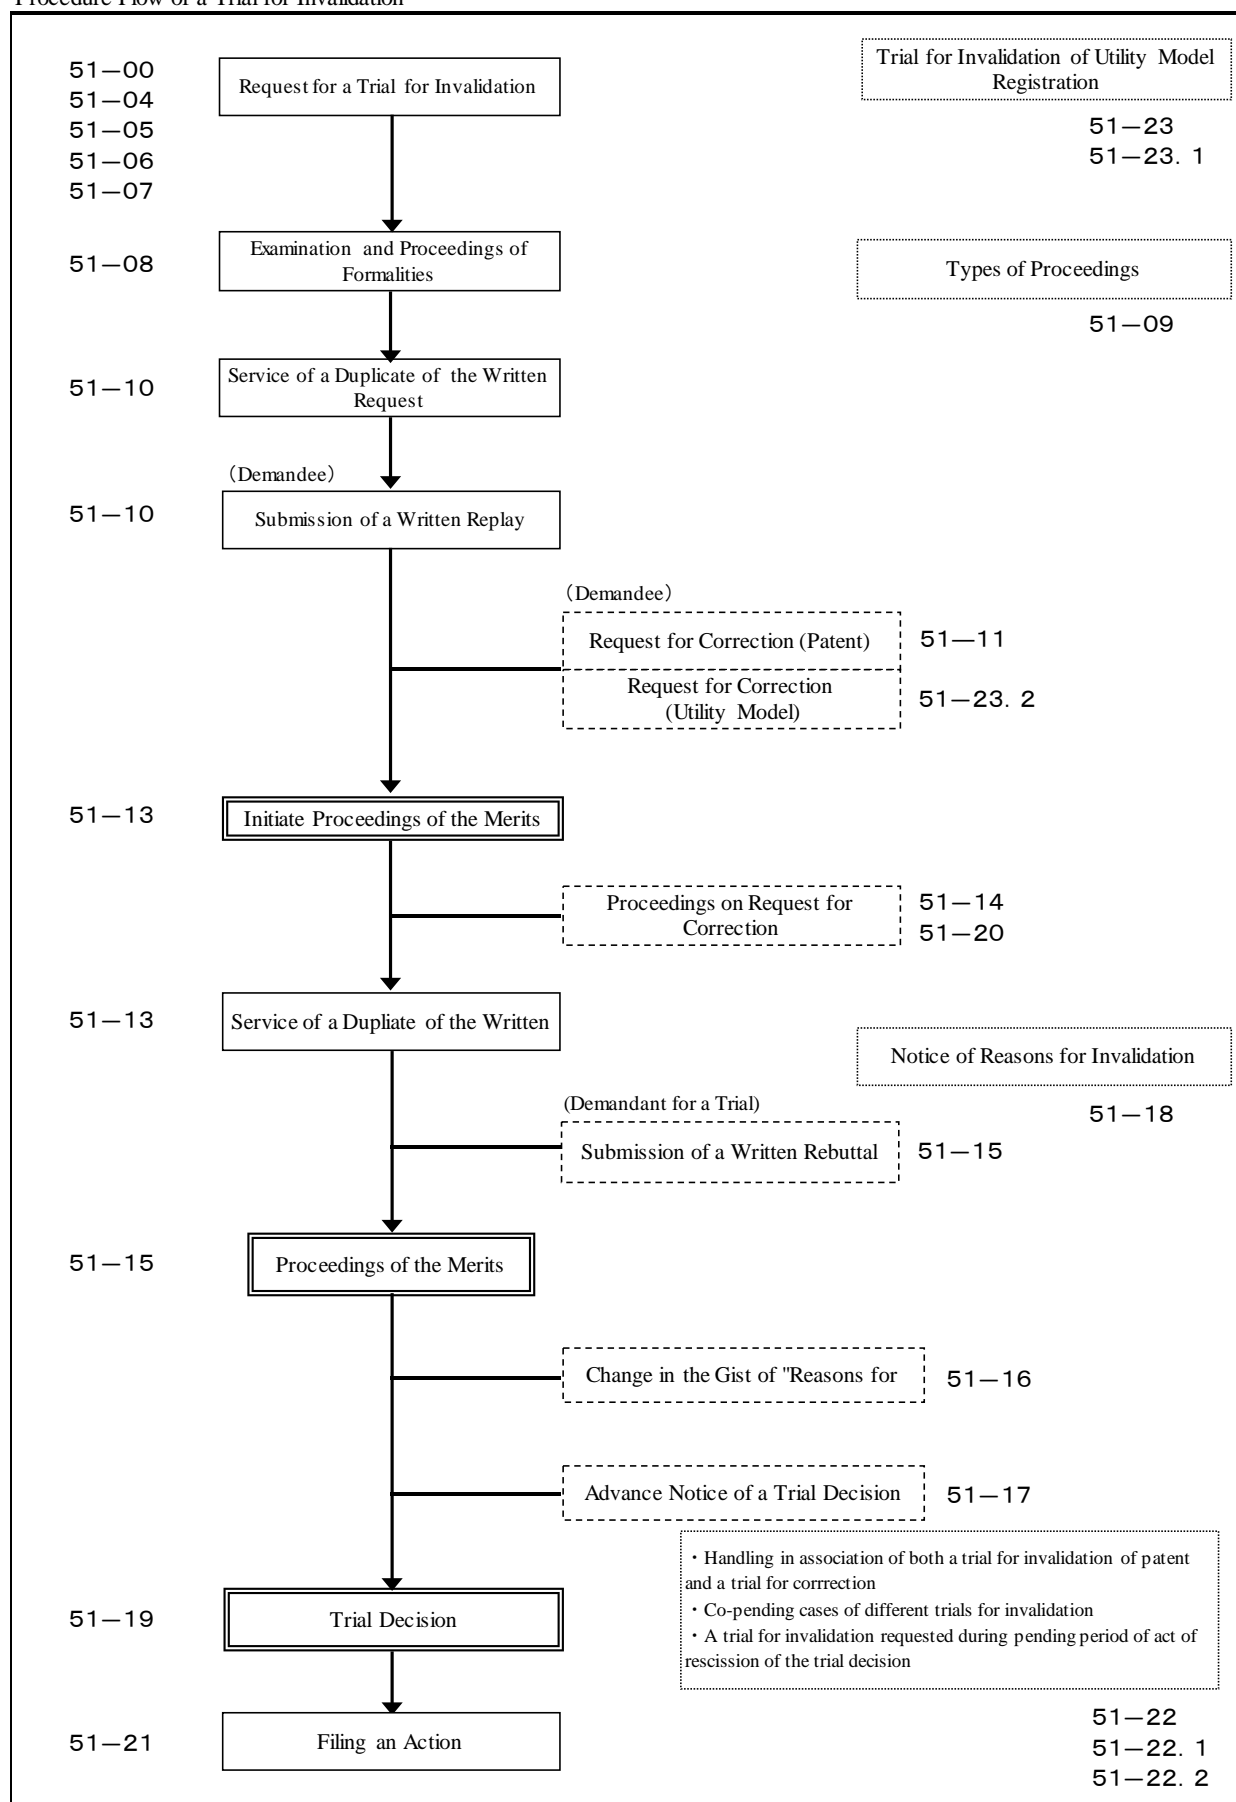 Procedure Flow of a Trial for Invalidation
51—00
51—04
51—05
51—06
51—07
Request for a Trial for Invalidation
Trial for Invalidation of Utility Model
Registration
51—23
51—23. 1
51—08
Examination and Proceedings of
Formalities
Types of Proceedings
51—09
51—10
Service of a Duplicate of the Written
Request
（Demandee）
51—10
Submission of a Written Replay
（Demandee）
Request for Correction (Patent)
51—11
Request for Correction
(Utility Model)
51—23. 2
51—13
Initiate Proceedings of the Merits
Proceedings on Request for
Correction
51—14
51—20
51—13
Service of a Dupliate of the Written
Notice of Reasons for Invalidation
51—18
(Demandant for a Trial)
Submission of a Written Rebuttal
51—15
51—15
Proceedings of the Merits
Change in the Gist of "Reasons for
51—16
Advance Notice of a Trial Decision
51—17
・Handling in association of both a trial for invalidation of patent
and a trial for corrrection
・Co-pending cases of different trials for invalidation
・A trial for invalidation requested during pending period of act of
rescission of the trial decision
51—19
Trial Decision
51—22
51—22. 1
51—22. 2
51—21
Filing an Action